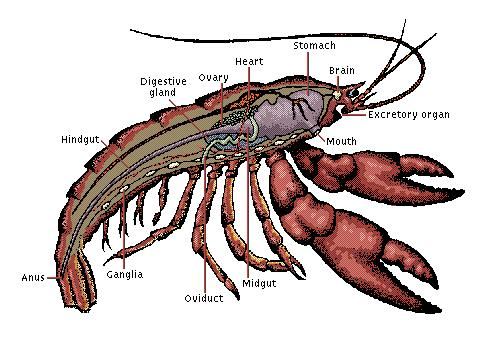 Stomach
Heart
Brain
Ovary
Digestive
gland
Excretory organ
Hindgut
Mouth
Anus
Ganglia
Midgut
Oviduct